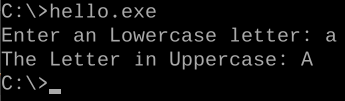 C:\>hello.exe
Enter an Lowercase letter: a
The Letter in Uppercase: A
C:\>